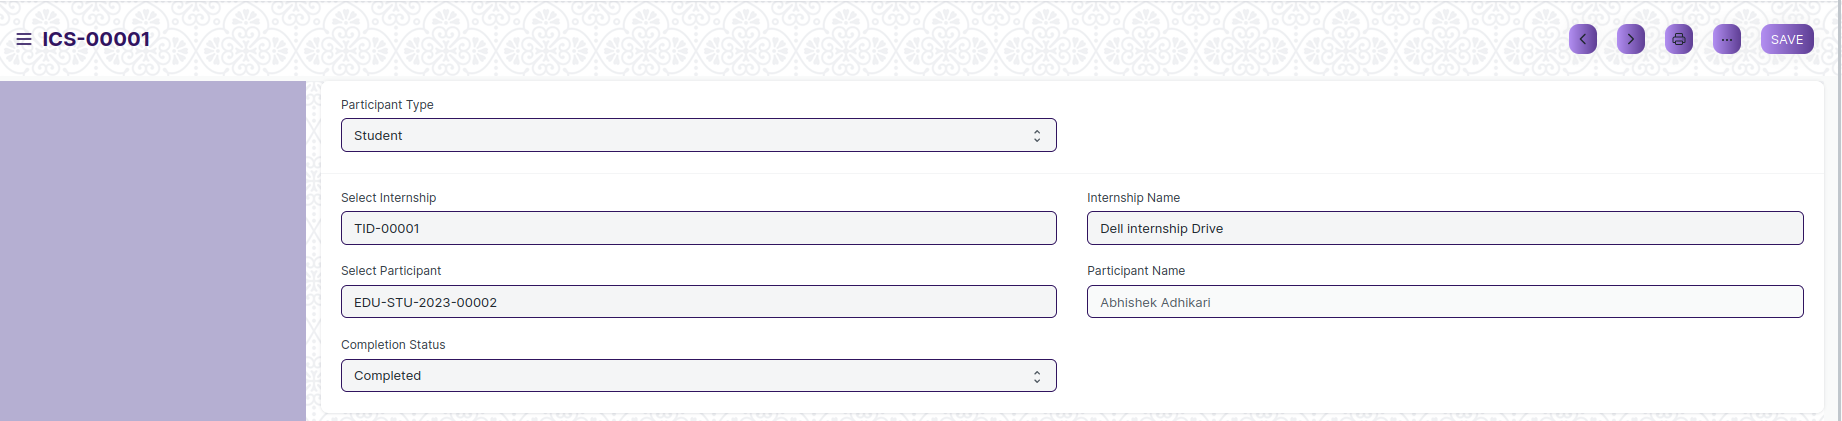 ICS-00001
... SAVE
Participant Type
Student
Select Internship
TID-00001
Internship Name
Dell internship Drive
Select Participant
EDU-STU-2023-00002
Participant Name
Abhishek Adhikari
Completion Status
Completed